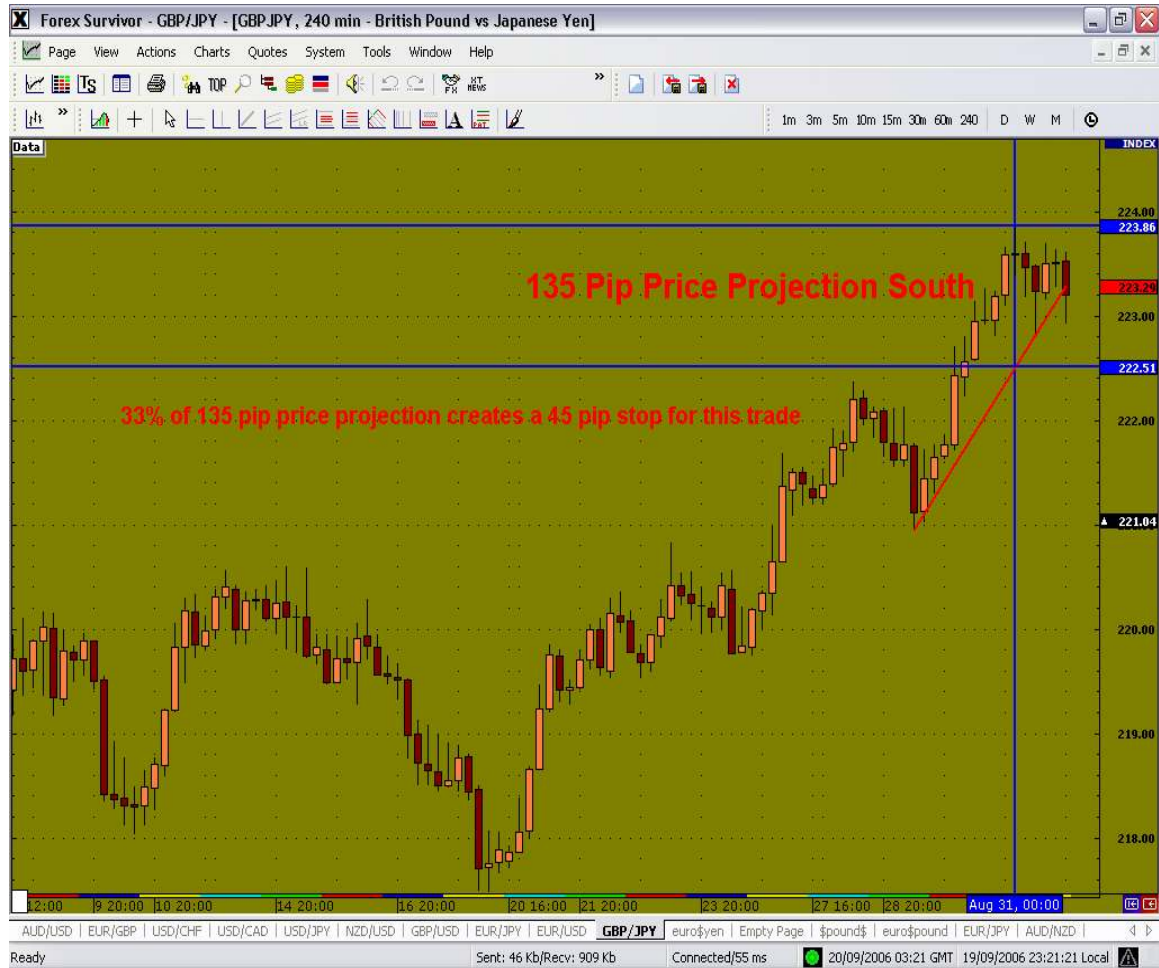 Forex Survivor - GBP/JPY - [GBPJPY, 240 min - British Pound vs Japanese Yen]
Page View Actions Charts Quotes System Tools Window Help
TS TOP FX XT NEWS »
» A PAT 1m 3m 5m 10m 15m 30m 60m 240 D W M
Data
INDEX
224.00
223.86
135 Pip Price Projection South
223.29
223.00
222.51
33% of 135 pip price projection creates a 45 pip stop for this trade
222.00
221.04
220.00
219.00
218.00
12:00 9 20:00 10 20:00 14 20:00 16 20:00 20 16:00 21 20:00 23 20:00 27 16:00 28 20:00 Aug 31, 00:00
AUD/USD | EUR/GBP | USD/CHF | USD/CAD | USD/JPY | NZD/USD | GBP/USD | EUR/JPY | EUR/USD GBP/JPY euro$yen | Empty Page | $pound$ | euro$pound | EUR/JPY | AUD/NZD |
Ready Sent: 46 Kb/Recv: 909 Kb Connected/55 ms 20/09/2006 03:21 GMT 19/09/2006 23:21:21 Local